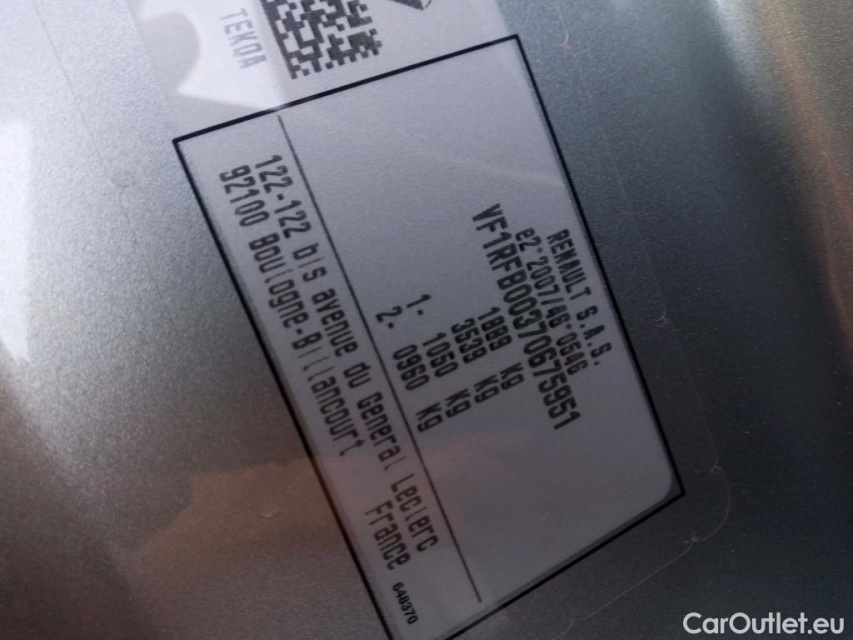 RENAULT S.A.S.
e2*2007/46*0546
VF1RFB00370675951
1889 Kg
3539 Kg
1- 1050 Kg
2- 0960 Kg
122-122 bis avenue du General Leclerc
92100 Boulogne-Billancourt France
648370
TEKQA
CarOutlet.eu